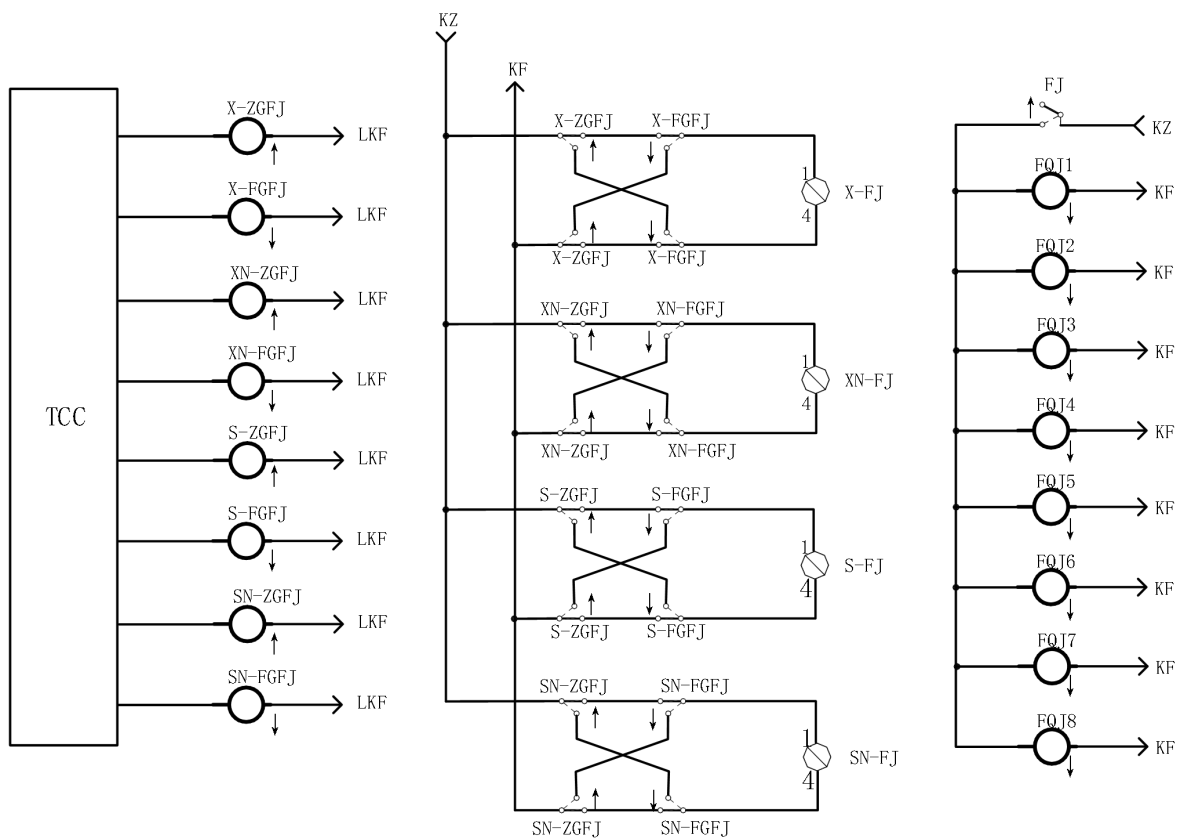 TCC
X-ZGFJ
LKF
X-FGFJ
LKF
XN-ZGFJ
LKF
XN-FGFJ
LKF
S-ZGFJ
LKF
S-FGFJ
LKF
SN-ZGFJ
LKF
SN-FGFJ
LKF
KZ
KF
X-ZGFJ X-FGFJ
1
4
X-FJ
X-ZGFJ X-FGFJ
XN-ZGFJ XN-FGFJ
1
4
XN-FJ
XN-ZGFJ XN-FGFJ
S-ZGFJ S-FGFJ
1
4
S-FJ
S-ZGFJ S-FGFJ
SN-ZGFJ SN-FGFJ
1
4
SN-FJ
SN-ZGFJ SN-FGFJ
FJ
KZ
FQJ1
KF
FQJ2
KF
FQJ3
KF
FQJ4
KF
FQJ5
KF
FQJ6
KF
FQJ7
KF
FQJ8
KF